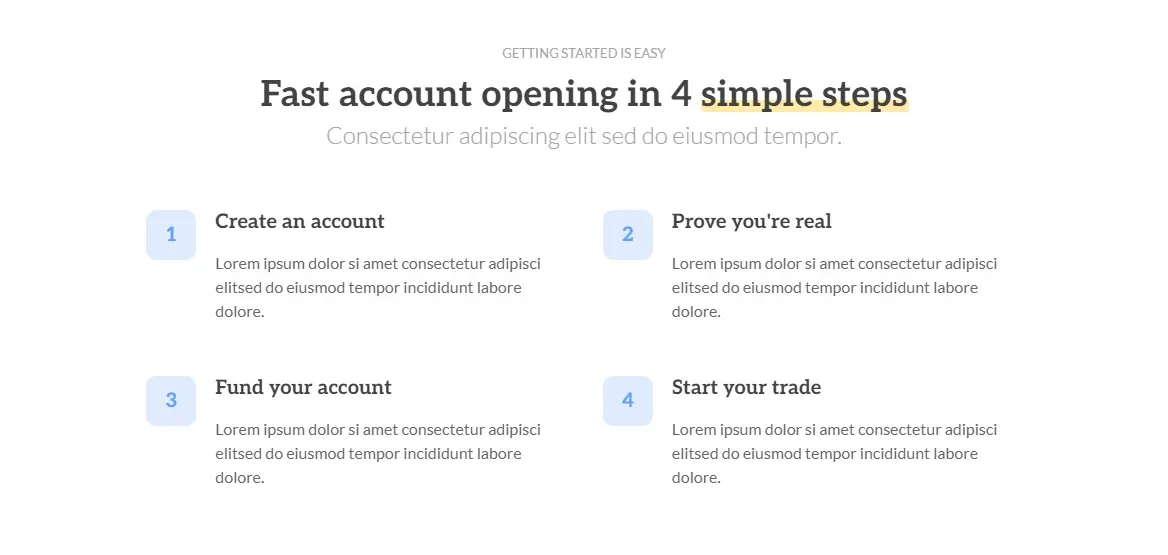 GETTING STARTED IS EASY
Fast account opening in 4 simple steps
Consectetur adipiscing elit sed do eiusmod tempor.
1
Create an account
Lorem ipsum dolor si amet consectetur adipisci
elitsed do eiusmod tempor incididunt labore
dolore.
2
Prove you're real
Lorem ipsum dolor si amet consectetur adipisci
elitsed do eiusmod tempor incididunt labore
dolore.
3
Fund your account
Lorem ipsum dolor si amet consectetur adipisci
elitsed do eiusmod tempor incididunt labore
dolore.
4
Start your trade
Lorem ipsum dolor si amet consectetur adipisci
elitsed do eiusmod tempor incididunt labore
dolore.